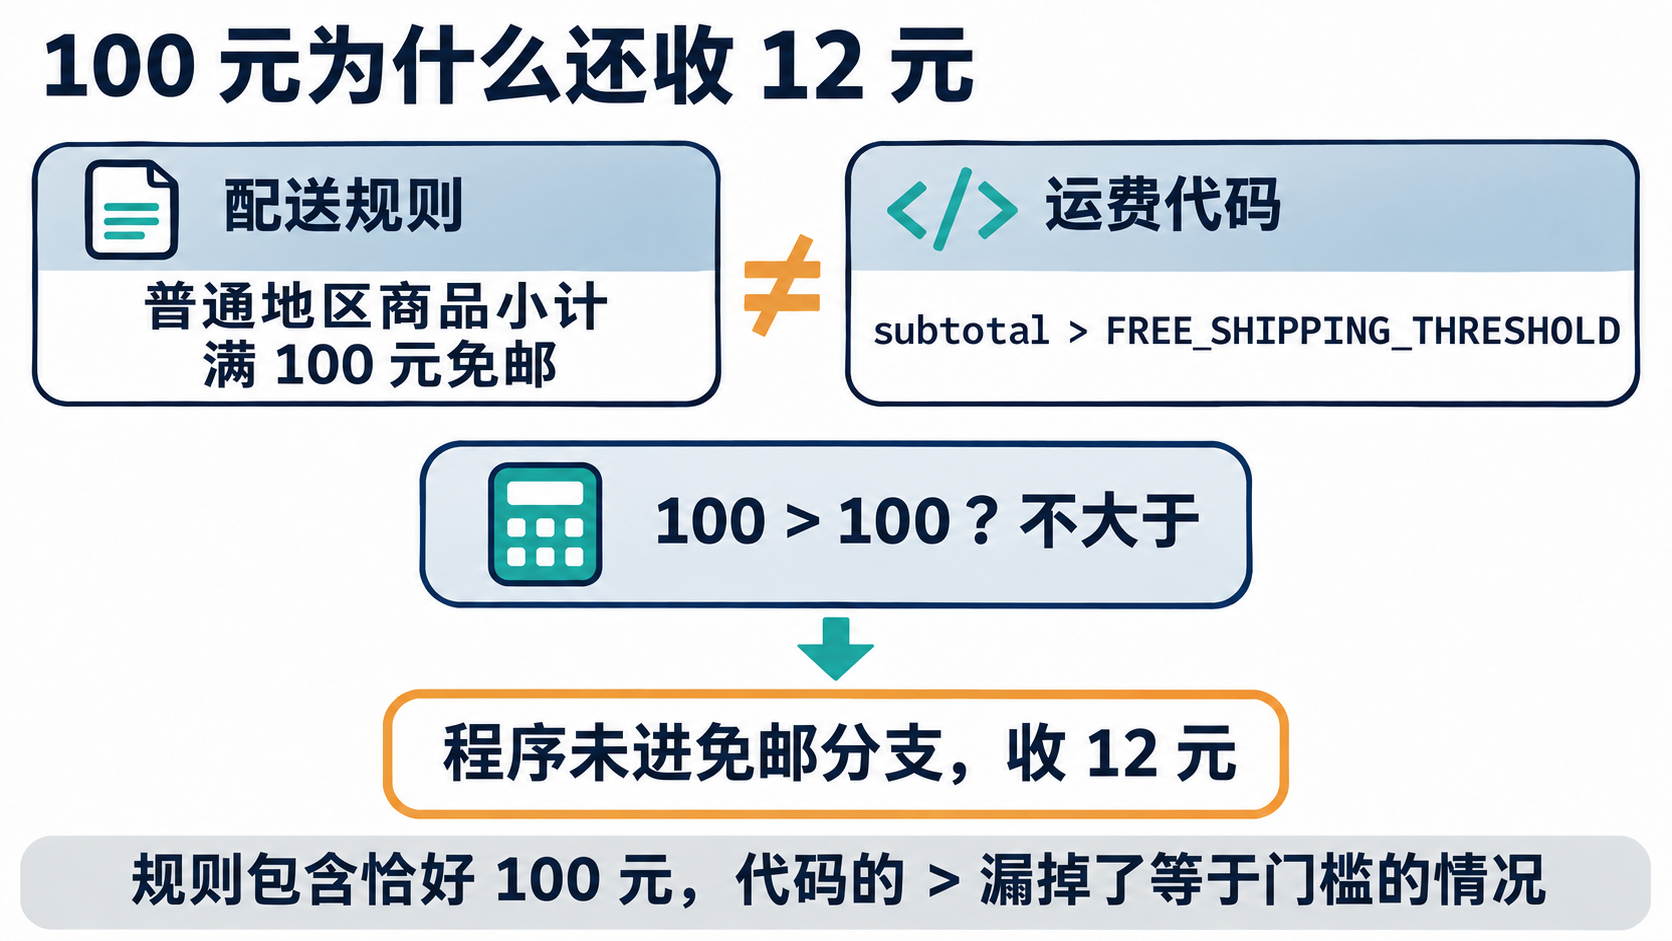 100 元为什么还收 12 元
配送规则
普通地区商品小计
满 100 元免邮
≠
</> 运费代码
subtotal > FREE_SHIPPING_THRESHOLD
100 > 100？不大于
程序未进免邮分支，收 12 元
规则包含恰好 100 元，代码的 > 漏掉了等于门槛的情况